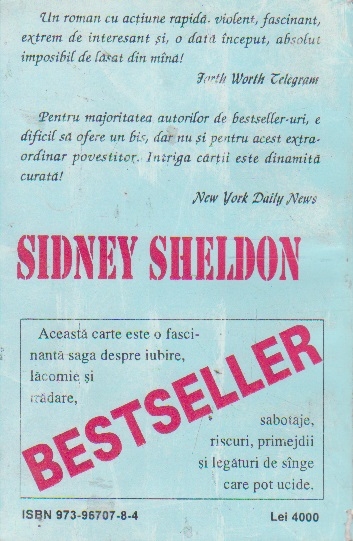 Un roman cu acțiune rapidă, violent, fascinant,
extrem de interesant și, o dată început, absolut
imposibil de lăsat din mînă!
Forth Worth Telegram
Pentru majoritatea autorilor de bestseller-uri, e
dificil să ofere un bis, dar nu și pentru acest extra-
ordinar povestitor. Intriga cărții este dinamită
curată!
New York Daily News
SIDNEY SHELDON
Această carte este o fasci-
nantă saga despre iubire,
lăcomie și
trădare,
BESTSELLER
sabotaje,
riscuri, primejdii
și legături de sînge
care pot ucide.
ISBN 973-96707-8-4 Lei 4000